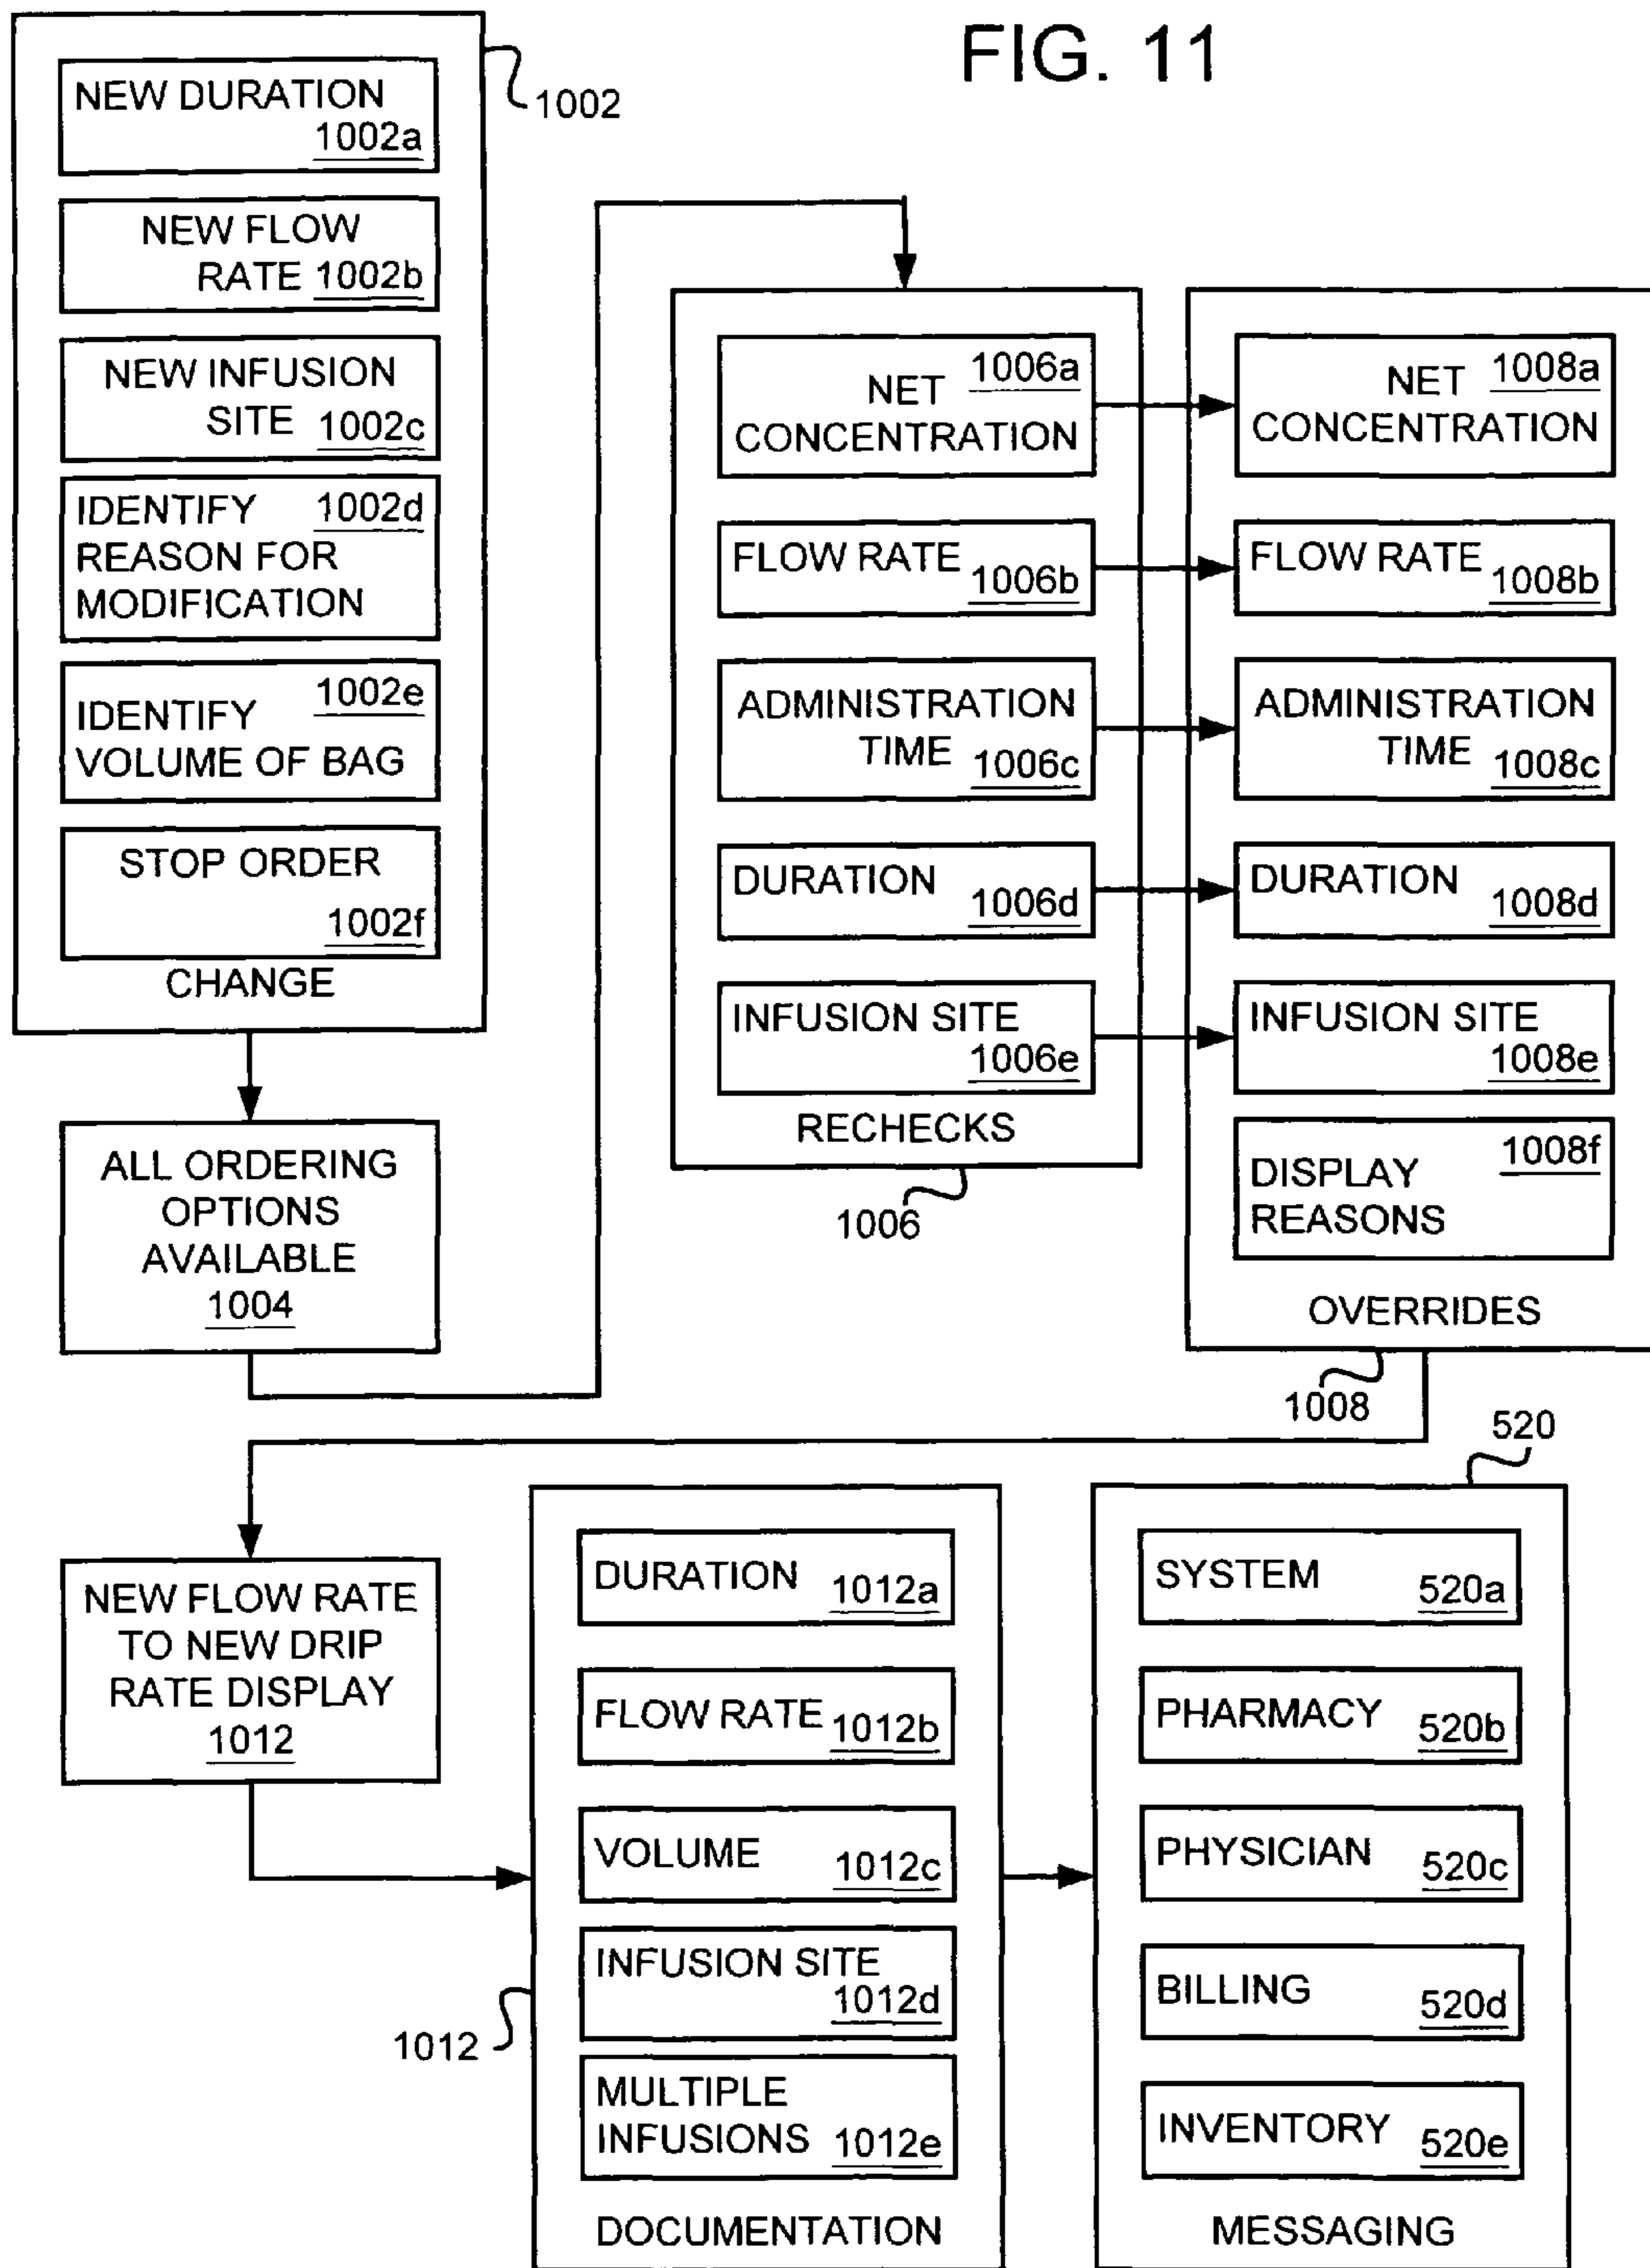 FIG. 11
NEW DURATION
1002a
NEW FLOW
RATE 1002b
NEW INFUSION
SITE 1002c
IDENTIFY 1002d
REASON FOR
MODIFICATION
1002e
IDENTIFY
VOLUME OF BAG
STOP ORDER
1002f
CHANGE
1002
ALL ORDERING
OPTIONS
AVAILABLE
1004
1006a
NET
CONCENTRATION
FLOW RATE 1006b
ADMINISTRATION
TIME 1006c
DURATION 1006d
INFUSION SITE
1006e
RECHECKS
1006
1008a
NET
CONCENTRATION
FLOW RATE 1008b
ADMINISTRATION
TIME 1008c
DURATION 1008d
INFUSION SITE
1008e
1008f
DISPLAY
REASONS
OVERRIDES
1008
NEW FLOW RATE
TO NEW DRIP
RATE DISPLAY
1012
DURATION 1012a
FLOW RATE 1012b
VOLUME 1012c
INFUSION SITE
1012d
MULTIPLE
INFUSIONS 1012e
DOCUMENTATION
1012
520
SYSTEM 520a
PHARMACY 520b
PHYSICIAN 520c
BILLING 520d
INVENTORY 520e
MESSAGING